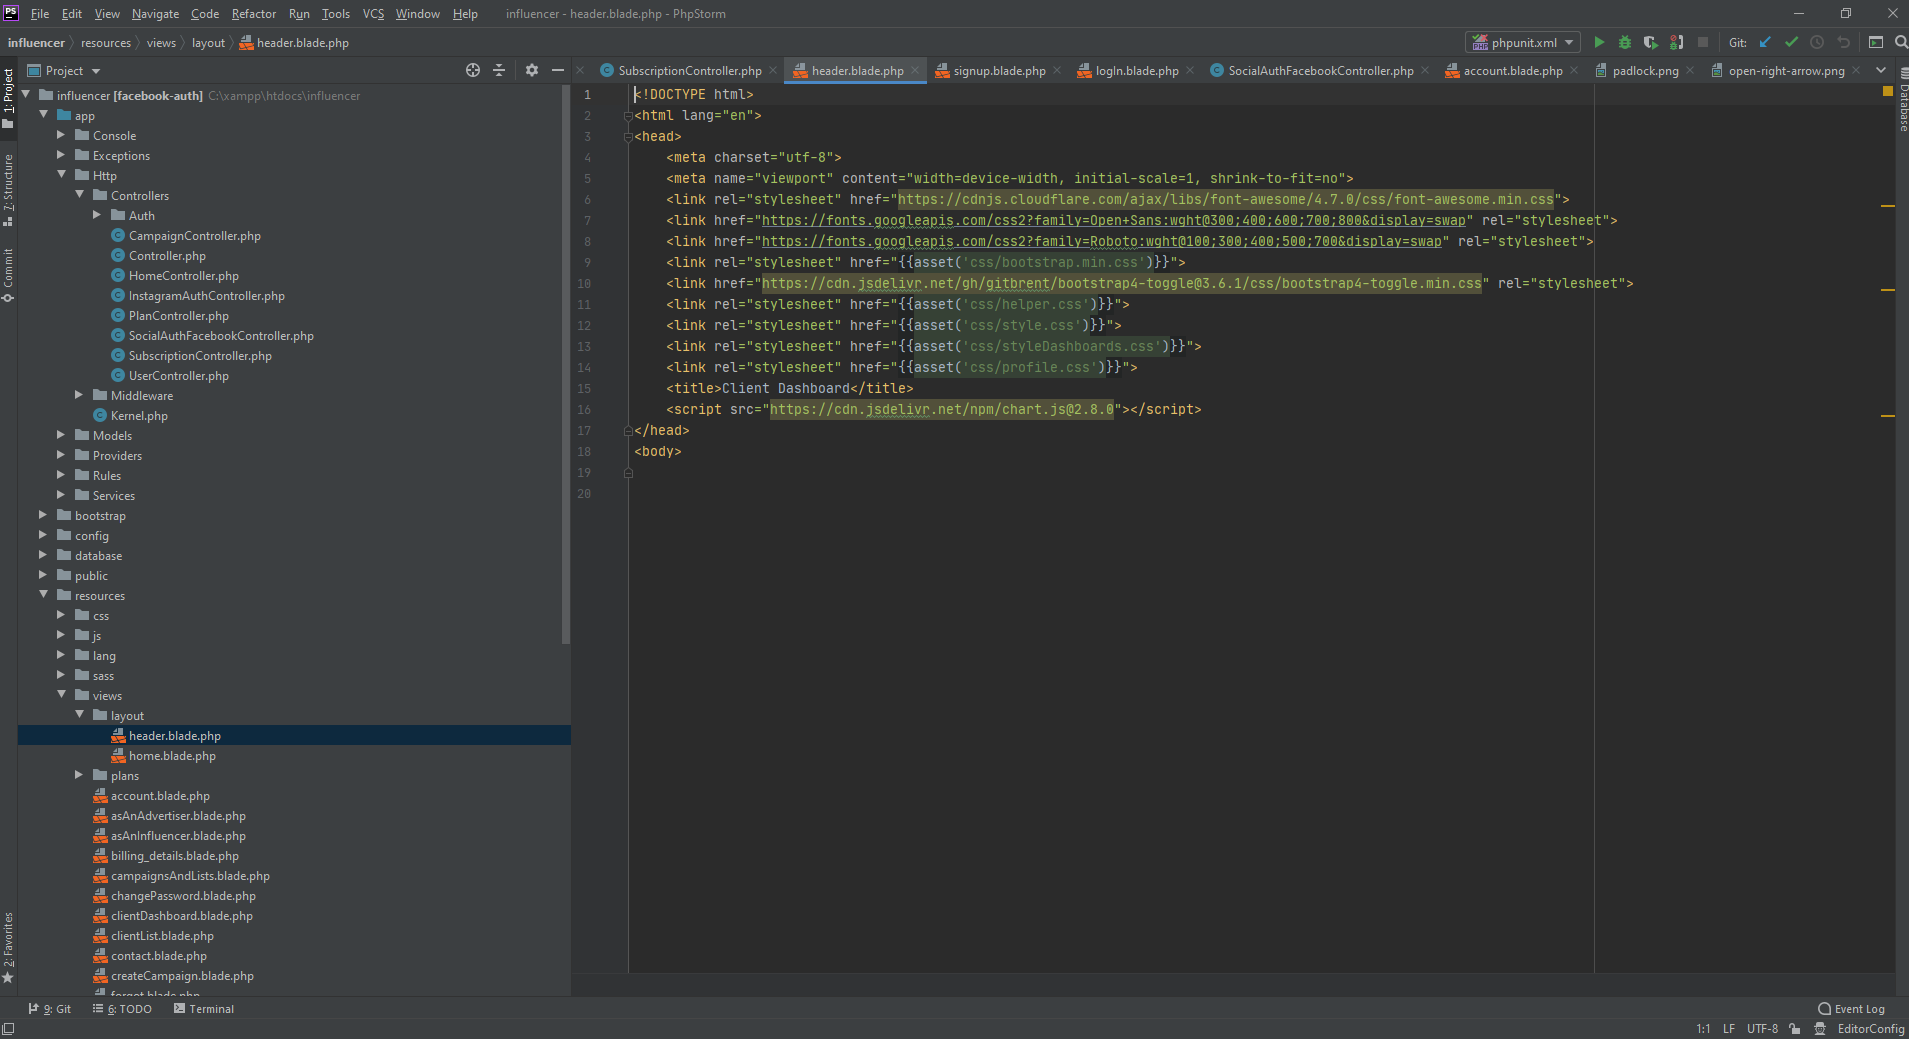 PS File Edit View Navigate Code Refactor Run Tools VCS Window Help influencer - header.blade.php - PhpStorm
influencer resources views layout header.blade.php phpunit.xml Git:
Project
SubscriptionController.php header.blade.php signup.blade.php logIn.blade.php SocialAuthFacebookController.php account.blade.php padlock.png open-right-arrow.png
1: Project
7: Structure
Commit
2: Favorites
Database
influencer [facebook-auth] C:\xampp\htdocs\influencer
app
Console
Exceptions
Http
Controllers
Auth
CampaignController.php
Controller.php
HomeController.php
InstagramAuthController.php
PlanController.php
SocialAuthFacebookController.php
SubscriptionController.php
UserController.php
Middleware
Kernel.php
Models
Providers
Rules
Services
bootstrap
config
database
public
resources
css
js
lang
sass
views
layout
header.blade.php
home.blade.php
plans
account.blade.php
asAnAdvertiser.blade.php
asAnInfluencer.blade.php
billing_details.blade.php
campaignsAndLists.blade.php
changePassword.blade.php
clientDashboard.blade.php
clientList.blade.php
contact.blade.php
createCampaign.blade.php
forgot.blade.php
1 <!DOCTYPE html>
2 <html lang="en">
3 <head>
4 <meta charset="utf-8">
5 <meta name="viewport" content="width=device-width, initial-scale=1, shrink-to-fit=no">
6 <link rel="stylesheet" href="https://cdnjs.cloudflare.com/ajax/libs/font-awesome/4.7.0/css/font-awesome.min.css">
7 <link href="https://fonts.googleapis.com/css2?family=Open+Sans:wght@300;400;600;700;800&display=swap" rel="stylesheet">
8 <link href="https://fonts.googleapis.com/css2?family=Roboto:wght@100;300;400;500;700&display=swap" rel="stylesheet">
9 <link rel="stylesheet" href="{{asset('css/bootstrap.min.css')}}">
10 <link href="https://cdn.jsdelivr.net/gh/gitbrent/bootstrap4-toggle@3.6.1/css/bootstrap4-toggle.min.css" rel="stylesheet">
11 <link rel="stylesheet" href="{{asset('css/helper.css')}}">
12 <link rel="stylesheet" href="{{asset('css/style.css')}}">
13 <link rel="stylesheet" href="{{asset('css/styleDashboards.css')}}">
14 <link rel="stylesheet" href="{{asset('css/profile.css')}}">
15 <title>Client Dashboard</title>
16 <script src="https://cdn.jsdelivr.net/npm/chart.js@2.8.0"></script>
17 </head>
18 <body>
19
20
9: Git 6: TODO Terminal Event Log
1:1 LF UTF-8 EditorConfig